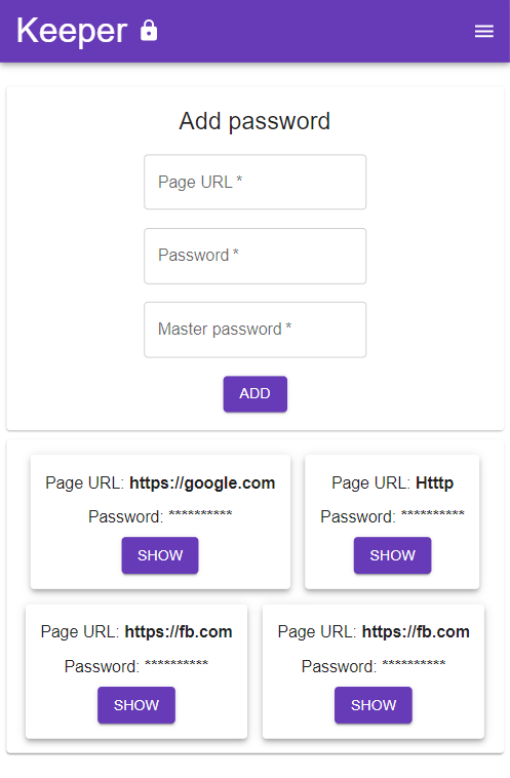 Keeper
Add password
Page URL *
Password *
Master password *
ADD
Page URL: https://google.com
Password: **********
SHOW
Page URL: Htttp
Password: **********
SHOW
Page URL: https://fb.com
Password: **********
SHOW
Page URL: https://fb.com
Password: **********
SHOW